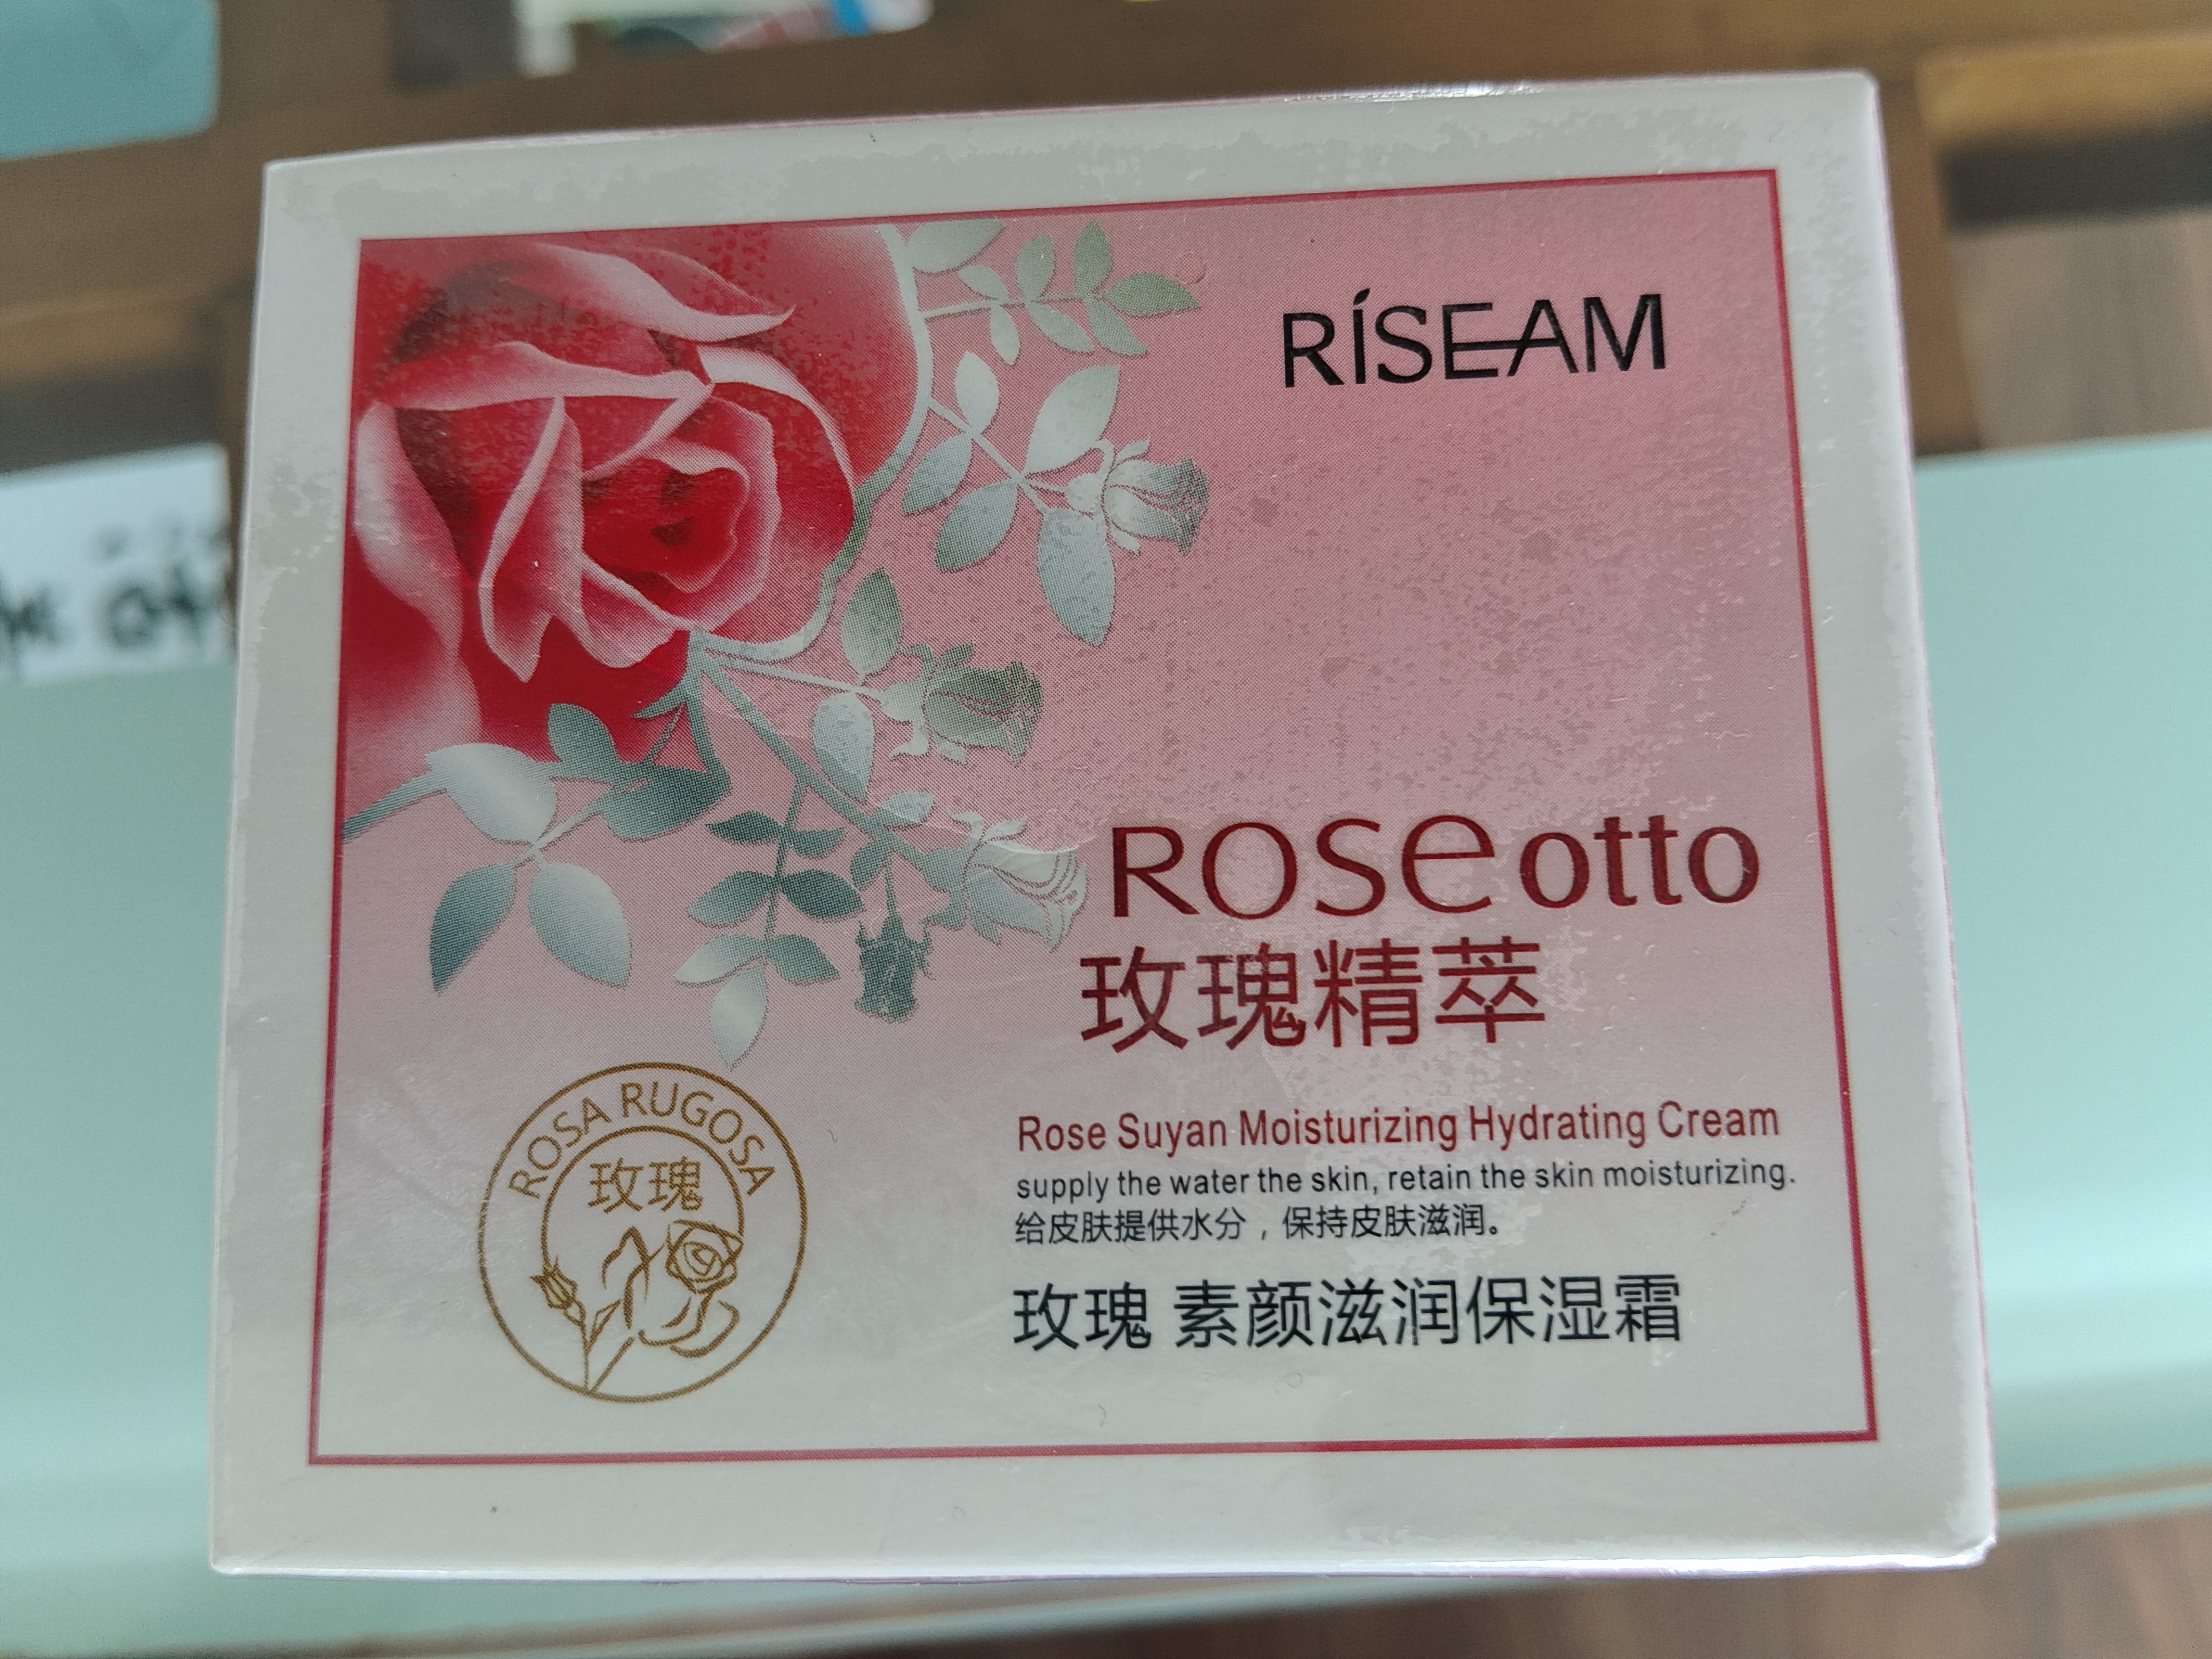 RÍSEAM
ROSe otto
玫瑰精萃
ROSA RUGOSA
玫瑰
Rose Suyan Moisturizing Hydrating Cream
supply the water the skin, retain the skin moisturizing.
给皮肤提供水分，保持皮肤滋润。
玫瑰 素颜滋润保湿霜